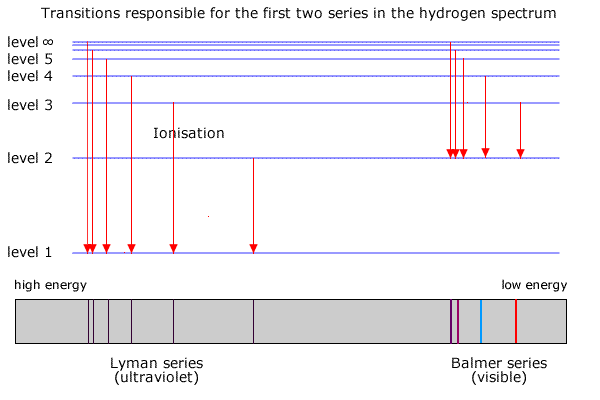 Transitions responsible for the first two series in the hydrogen spectrum
level ∞
level 5
level 4
level 3
Ionisation
level 2
level 1
high energy
low energy
Lyman series
(ultraviolet)
Balmer series
(visible)